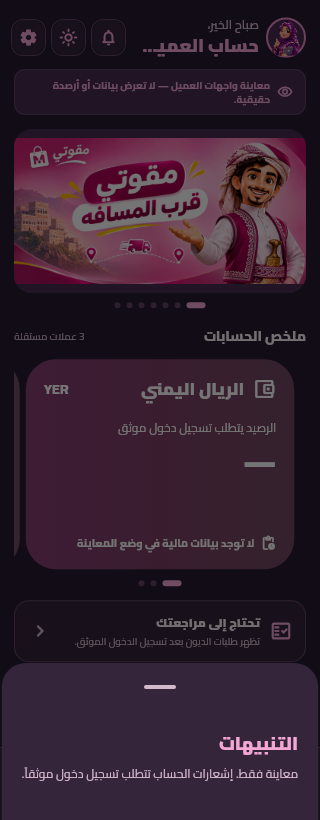 صباح الخير،
حساب العميـ...
معاينة واجهات العميل — لا تعرض بيانات أو أرصدة
حقيقية.
مقوتي
مقوتي
قرب المسافه
ملخص الحسابات
3 عملات مستقلة
الريال اليمني
YER
الرصيد يتطلب تسجيل دخول موثق
—
لا توجد بيانات مالية في وضع المعاينة
تحتاج إلى مراجعتك
تظهر طلبات الديون بعد تسجيل الدخول الموثق.
التنبيهات
معاينة فقط. إشعارات الحساب تتطلب تسجيل دخول موثقاً.